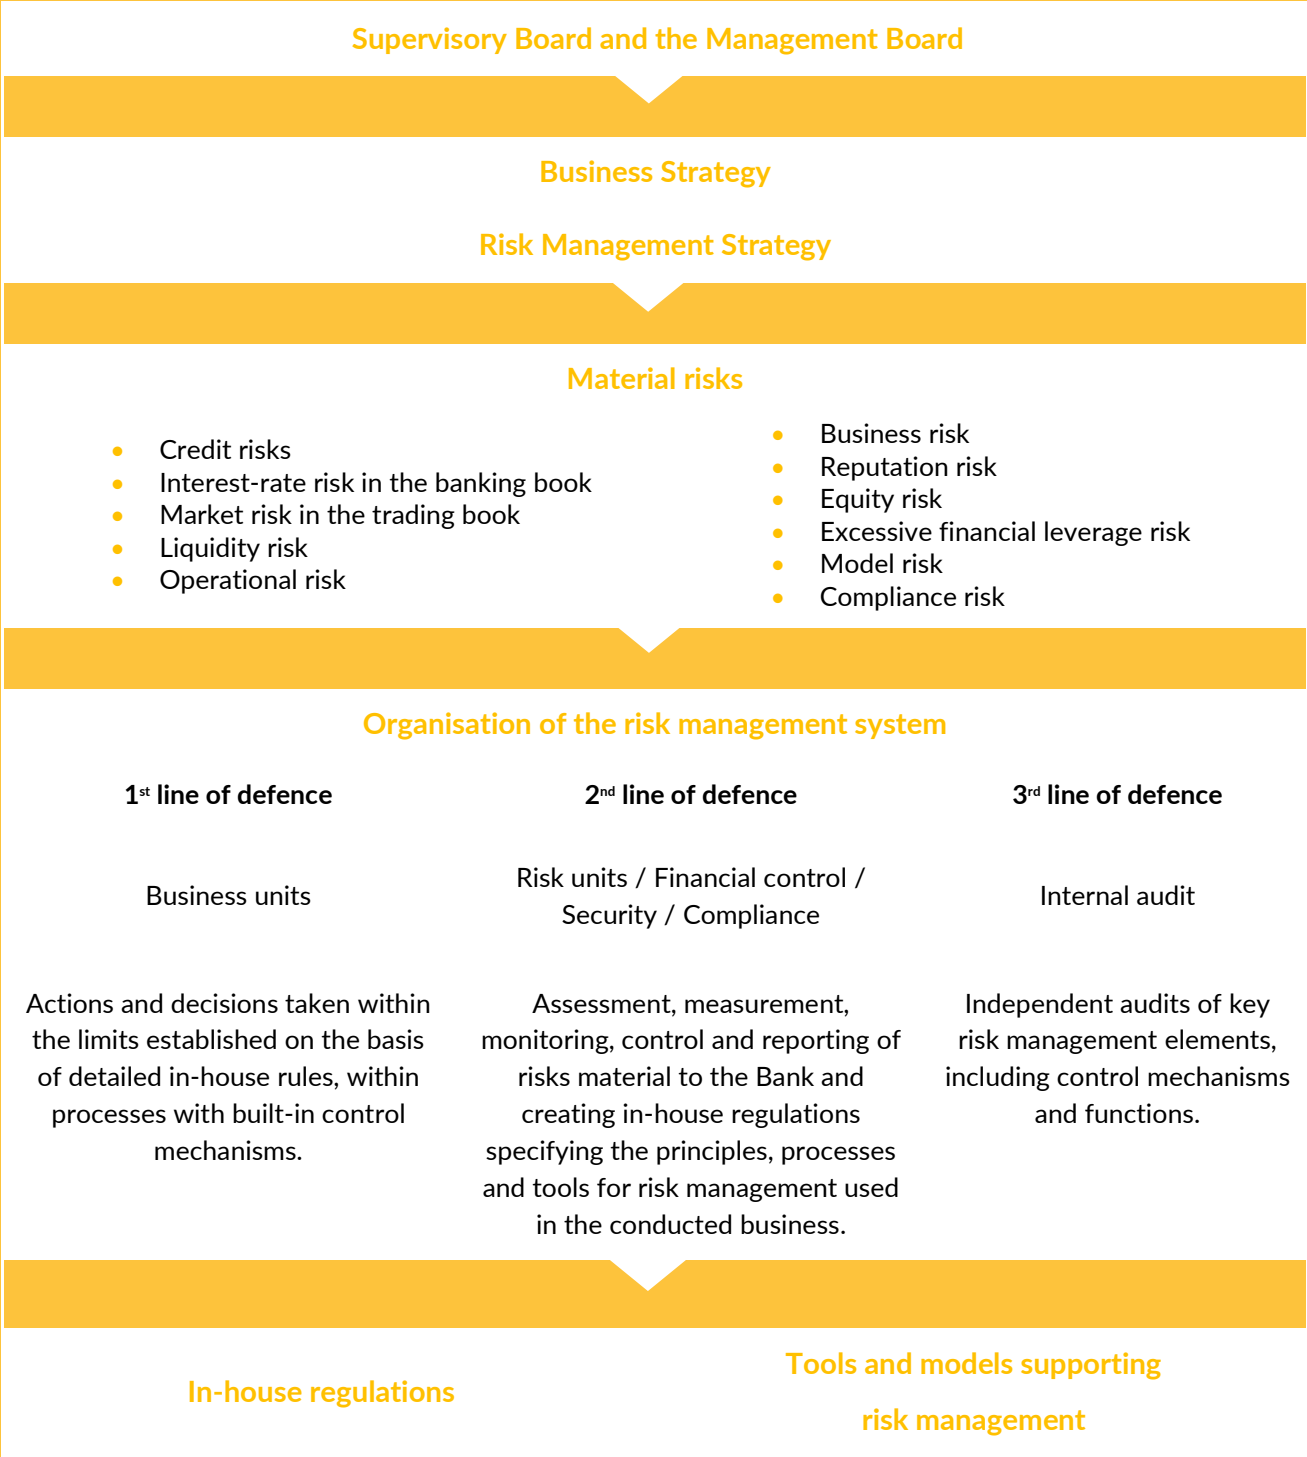 Supervisory Board and the Management Board
Business Strategy
Risk Management Strategy
Material risks
• Credit risks
• Interest-rate risk in the banking book
• Market risk in the trading book
• Liquidity risk
• Operational risk
• Business risk
• Reputation risk
• Equity risk
• Excessive financial leverage risk
• Model risk
• Compliance risk
Organisation of the risk management system
1st line of defence
2nd line of defence
3rd line of defence
Business units
Risk units / Financial control /
Security / Compliance
Internal audit
Actions and decisions taken within
the limits established on the basis
of detailed in-house rules, within
processes with built-in control
mechanisms.
Assessment, measurement,
monitoring, control and reporting of
risks material to the Bank and
creating in-house regulations
specifying the principles, processes
and tools for risk management used
in the conducted business.
Independent audits of key
risk management elements,
including control mechanisms
and functions.
In-house regulations
Tools and models supporting
risk management